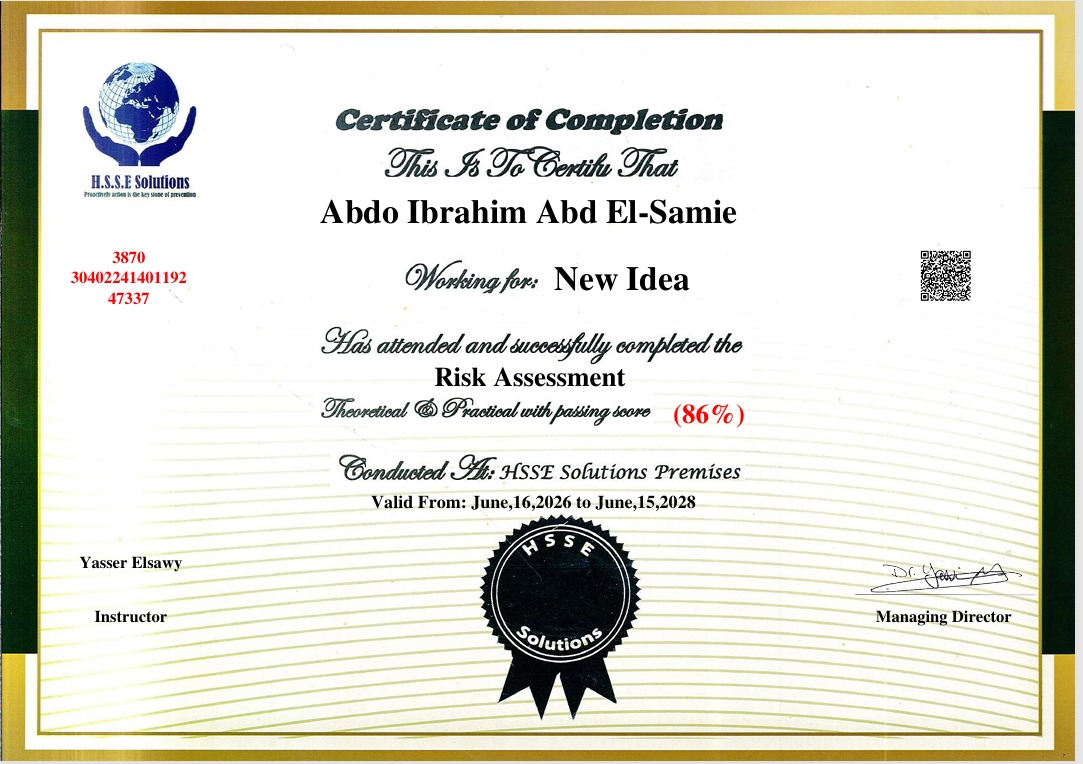 H.S.S.E Solutions
Proactively action is the key stone of prevention
Certificate of Completion
This Is To Certify That
Abdo Ibrahim Abd El-Samie
3870
30402241401192
47337
Working for: New Idea
Has attended and successfully completed the
Risk Assessment
Theoretical & Practical with passing score (86%)
Conducted At: HSSE Solutions Premises
Valid From: June,16,2026 to June,15,2028
HSSE
Solutions
Yasser Elsawy
Instructor
Dr.
Managing Director